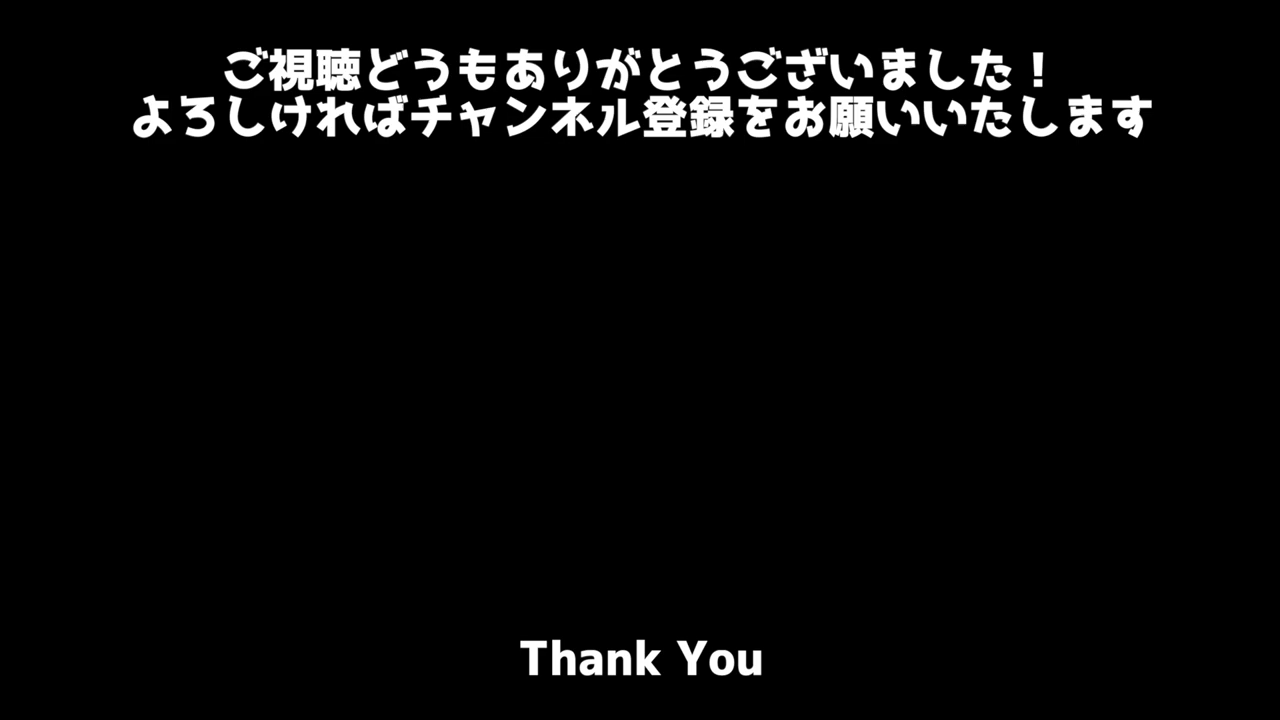 ご視聴どうもありがとうございました！
よろしければチャンネル登録をお願いいたします
Thank You